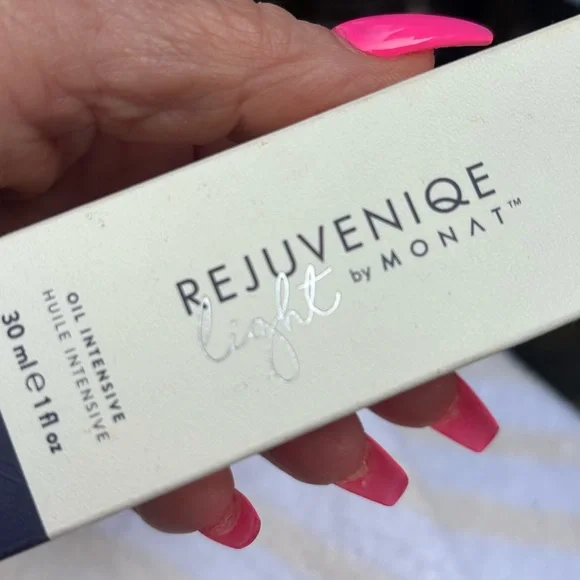 REJUVENIQE
light by MONAT™
OIL INTENSIVE
HUILE INTENSIVE
30 ml e 1 fl oz